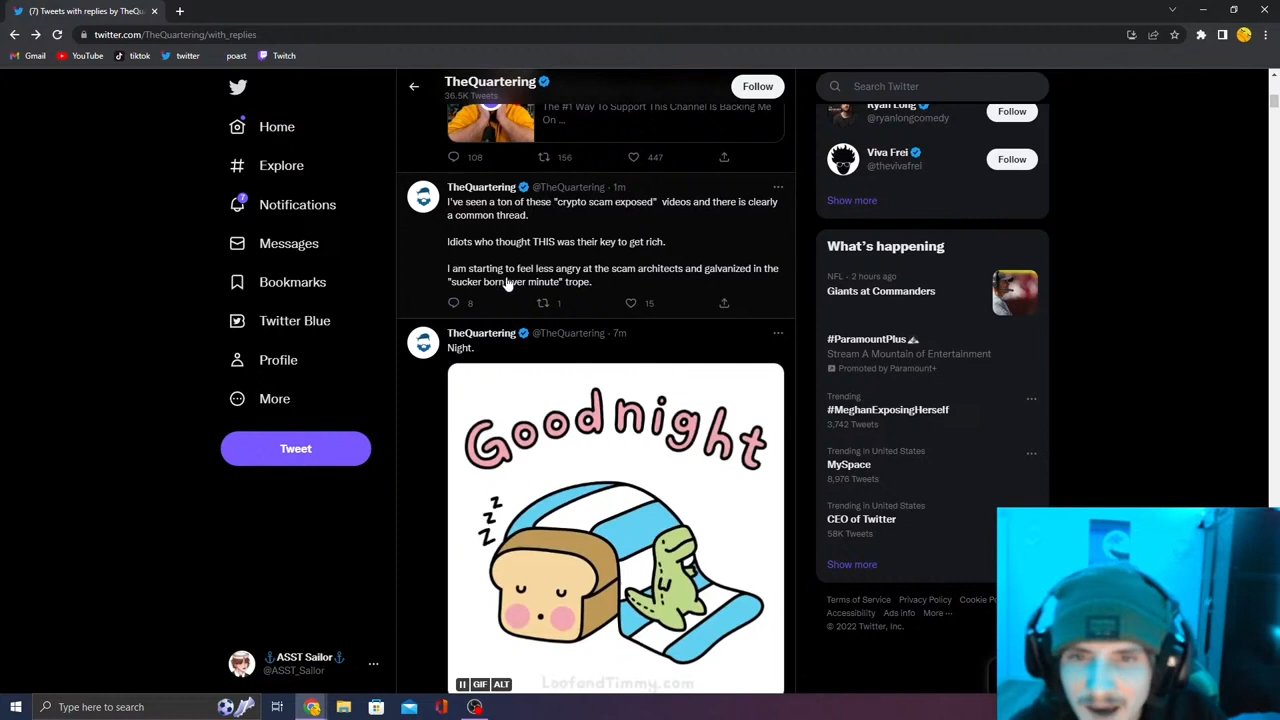 (7) Tweets with replies by TheQu
twitter.com/TheQuartering/with_replies
Gmail
YouTube
tiktok
twitter
poast
Twitch
TheQuartering
36.5K Tweets
Follow
The #1 Way To Support This Channel Is Backing Me
On ...
108
156
447
TheQuartering @TheQuartering · 1m
I've seen a ton of these "crypto scam exposed" videos and there is clearly
a common thread.
Idiots who thought THIS was their key to get rich.
I am starting to feel less angry at the scam architects and galvanized in the
"sucker born ever minute" trope.
8
1
15
TheQuartering @TheQuartering · 7m
Night.
Goodnight
z
z
z
GIF
ALT
LoofandTimmy.com
Home
Explore
7
Notifications
Messages
Bookmarks
Twitter Blue
Profile
More
Tweet
ASST Sailor
@ASST_Sailor
Search Twitter
Ryan Long
@ryanlongcomedy
Follow
Viva Frei
@thevivafrei
Follow
Show more
What's happening
NFL · 2 hours ago
Giants at Commanders
#ParamountPlus
Stream A Mountain of Entertainment
Promoted by Paramount+
Trending
#MeghanExposingHerself
3,742 Tweets
Trending in United States
MySpace
8,976 Tweets
Trending in United States
CEO of Twitter
58K Tweets
Show more
Terms of Service Privacy Policy Cookie
Accessibility Ads info More ...
© 2022 Twitter, Inc.
Type here to search